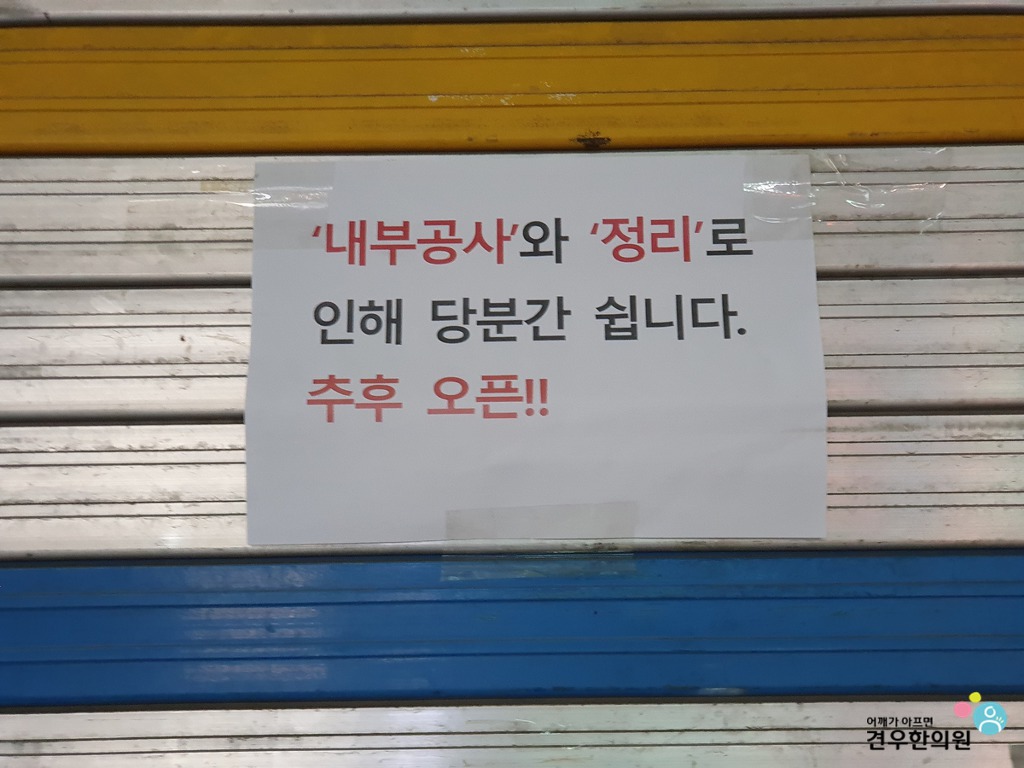 ‘내부공사’와 ‘정리’로
인해 당분간 쉽니다.
추후 오픈!!
어깨가 아프면
견우한의원